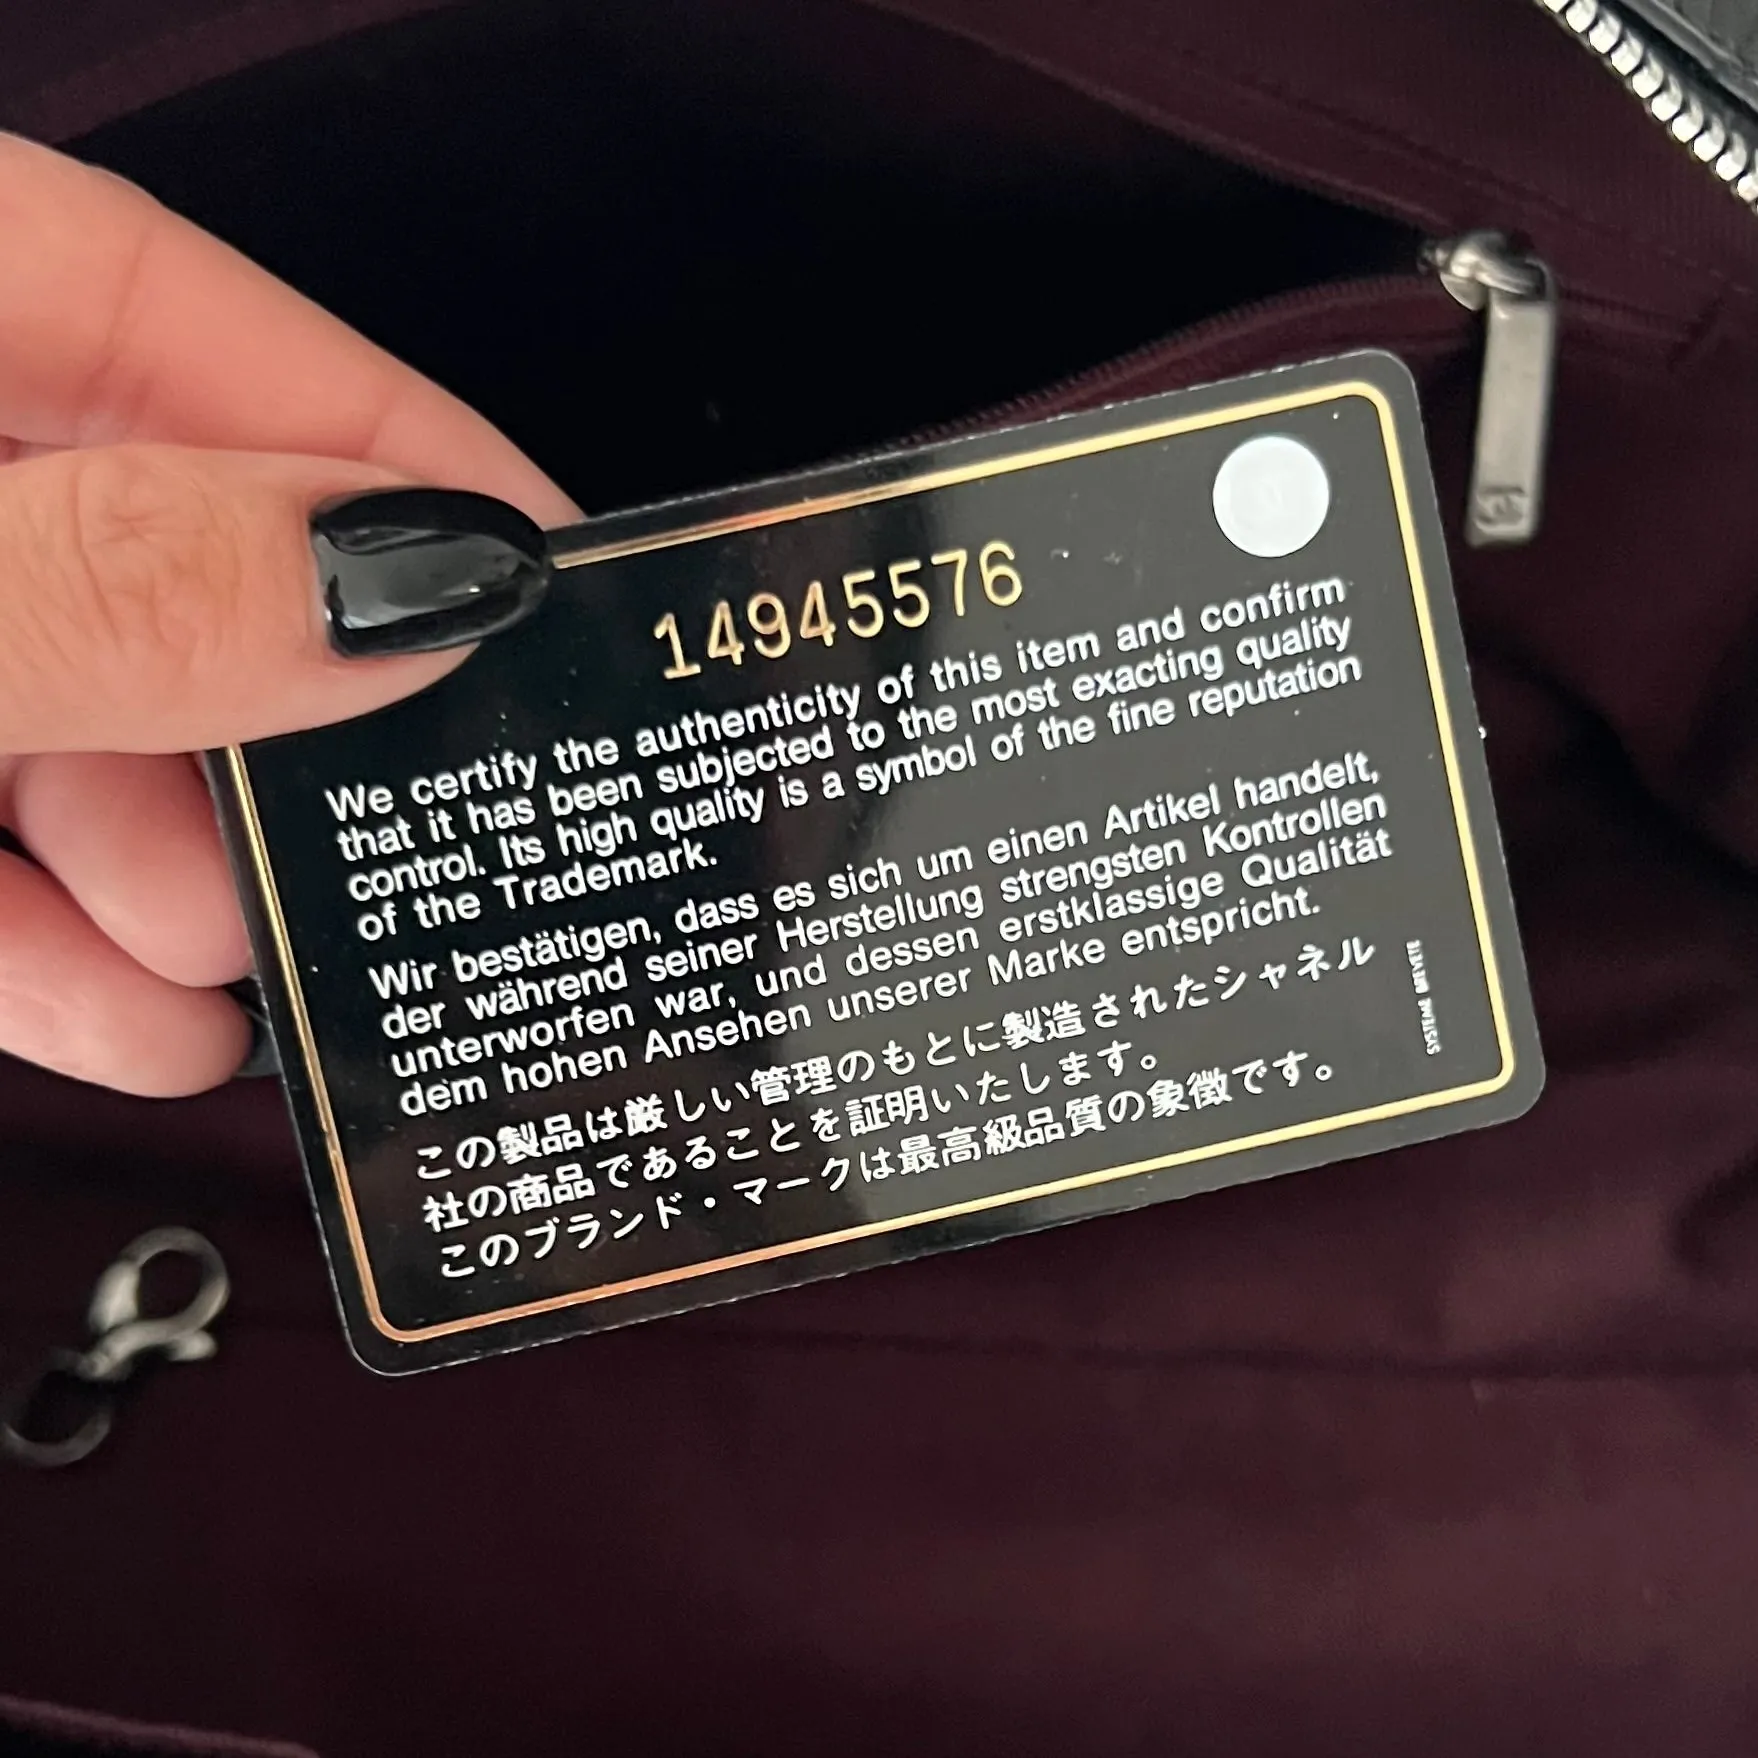 14945576
We certify the authenticity of this item and confirm
that it has been subjected to the most exacting quality
control. Its high quality is a symbol of the fine reputation
of the Trademark.
Wir bestätigen, dass es sich um einen Artikel handelt,
der während seiner Herstellung strengsten Kontrollen
unterworfen war, und dessen erstklassige Qualität
dem hohen Ansehen unserer Marke entspricht.
この製品は厳しい管理のもとに製造されたシャネル
社の商品であることを証明いたします。
このブランド・マークは最高級品質の象徴です。